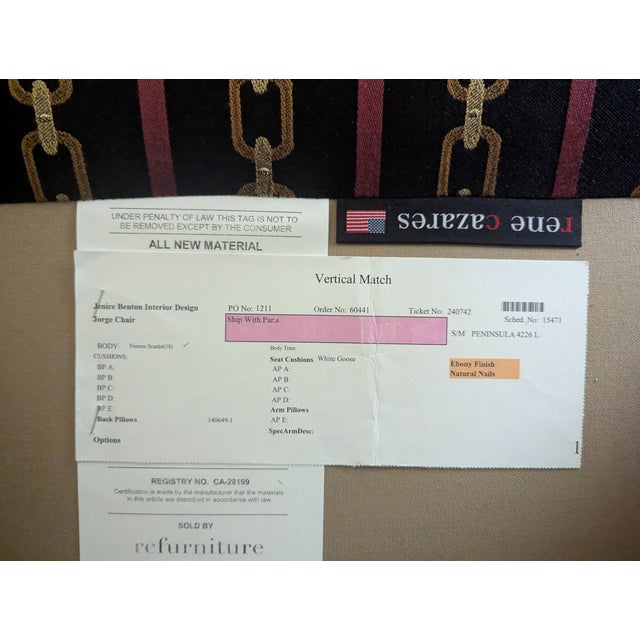 UNDER PENALTY OF LAW THIS TAG IS NOT TO
BE REMOVED EXCEPT BY THE CONSUMER
ALL NEW MATERIAL
rene cazares
Vertical Match
Jenice Benton Interior Design PO No: 1211 Order No: 60441 Ticket No: 240742 Sched. No: 15471
Jorge Chair Ship With Pairs S/M PENINSULA 4226 L
BODY: Firenze Scarlet(18) Body Trim:
CUSHIONS: Seat Cushions White Goose Ebony Finish
BP A: AP A: Natural Nails
BP B: AP B:
BP C: AP C:
BP D: AP D:
BP E: Arm Pillows
Back Pillows 140649-1 AP E:
SpecArmDesc:
Options
1
REGISTRY NO. CA-28199
Certification is made by the manufacturer that the materials
in this article are described in accordance with law
SOLD BY
rcfurniture